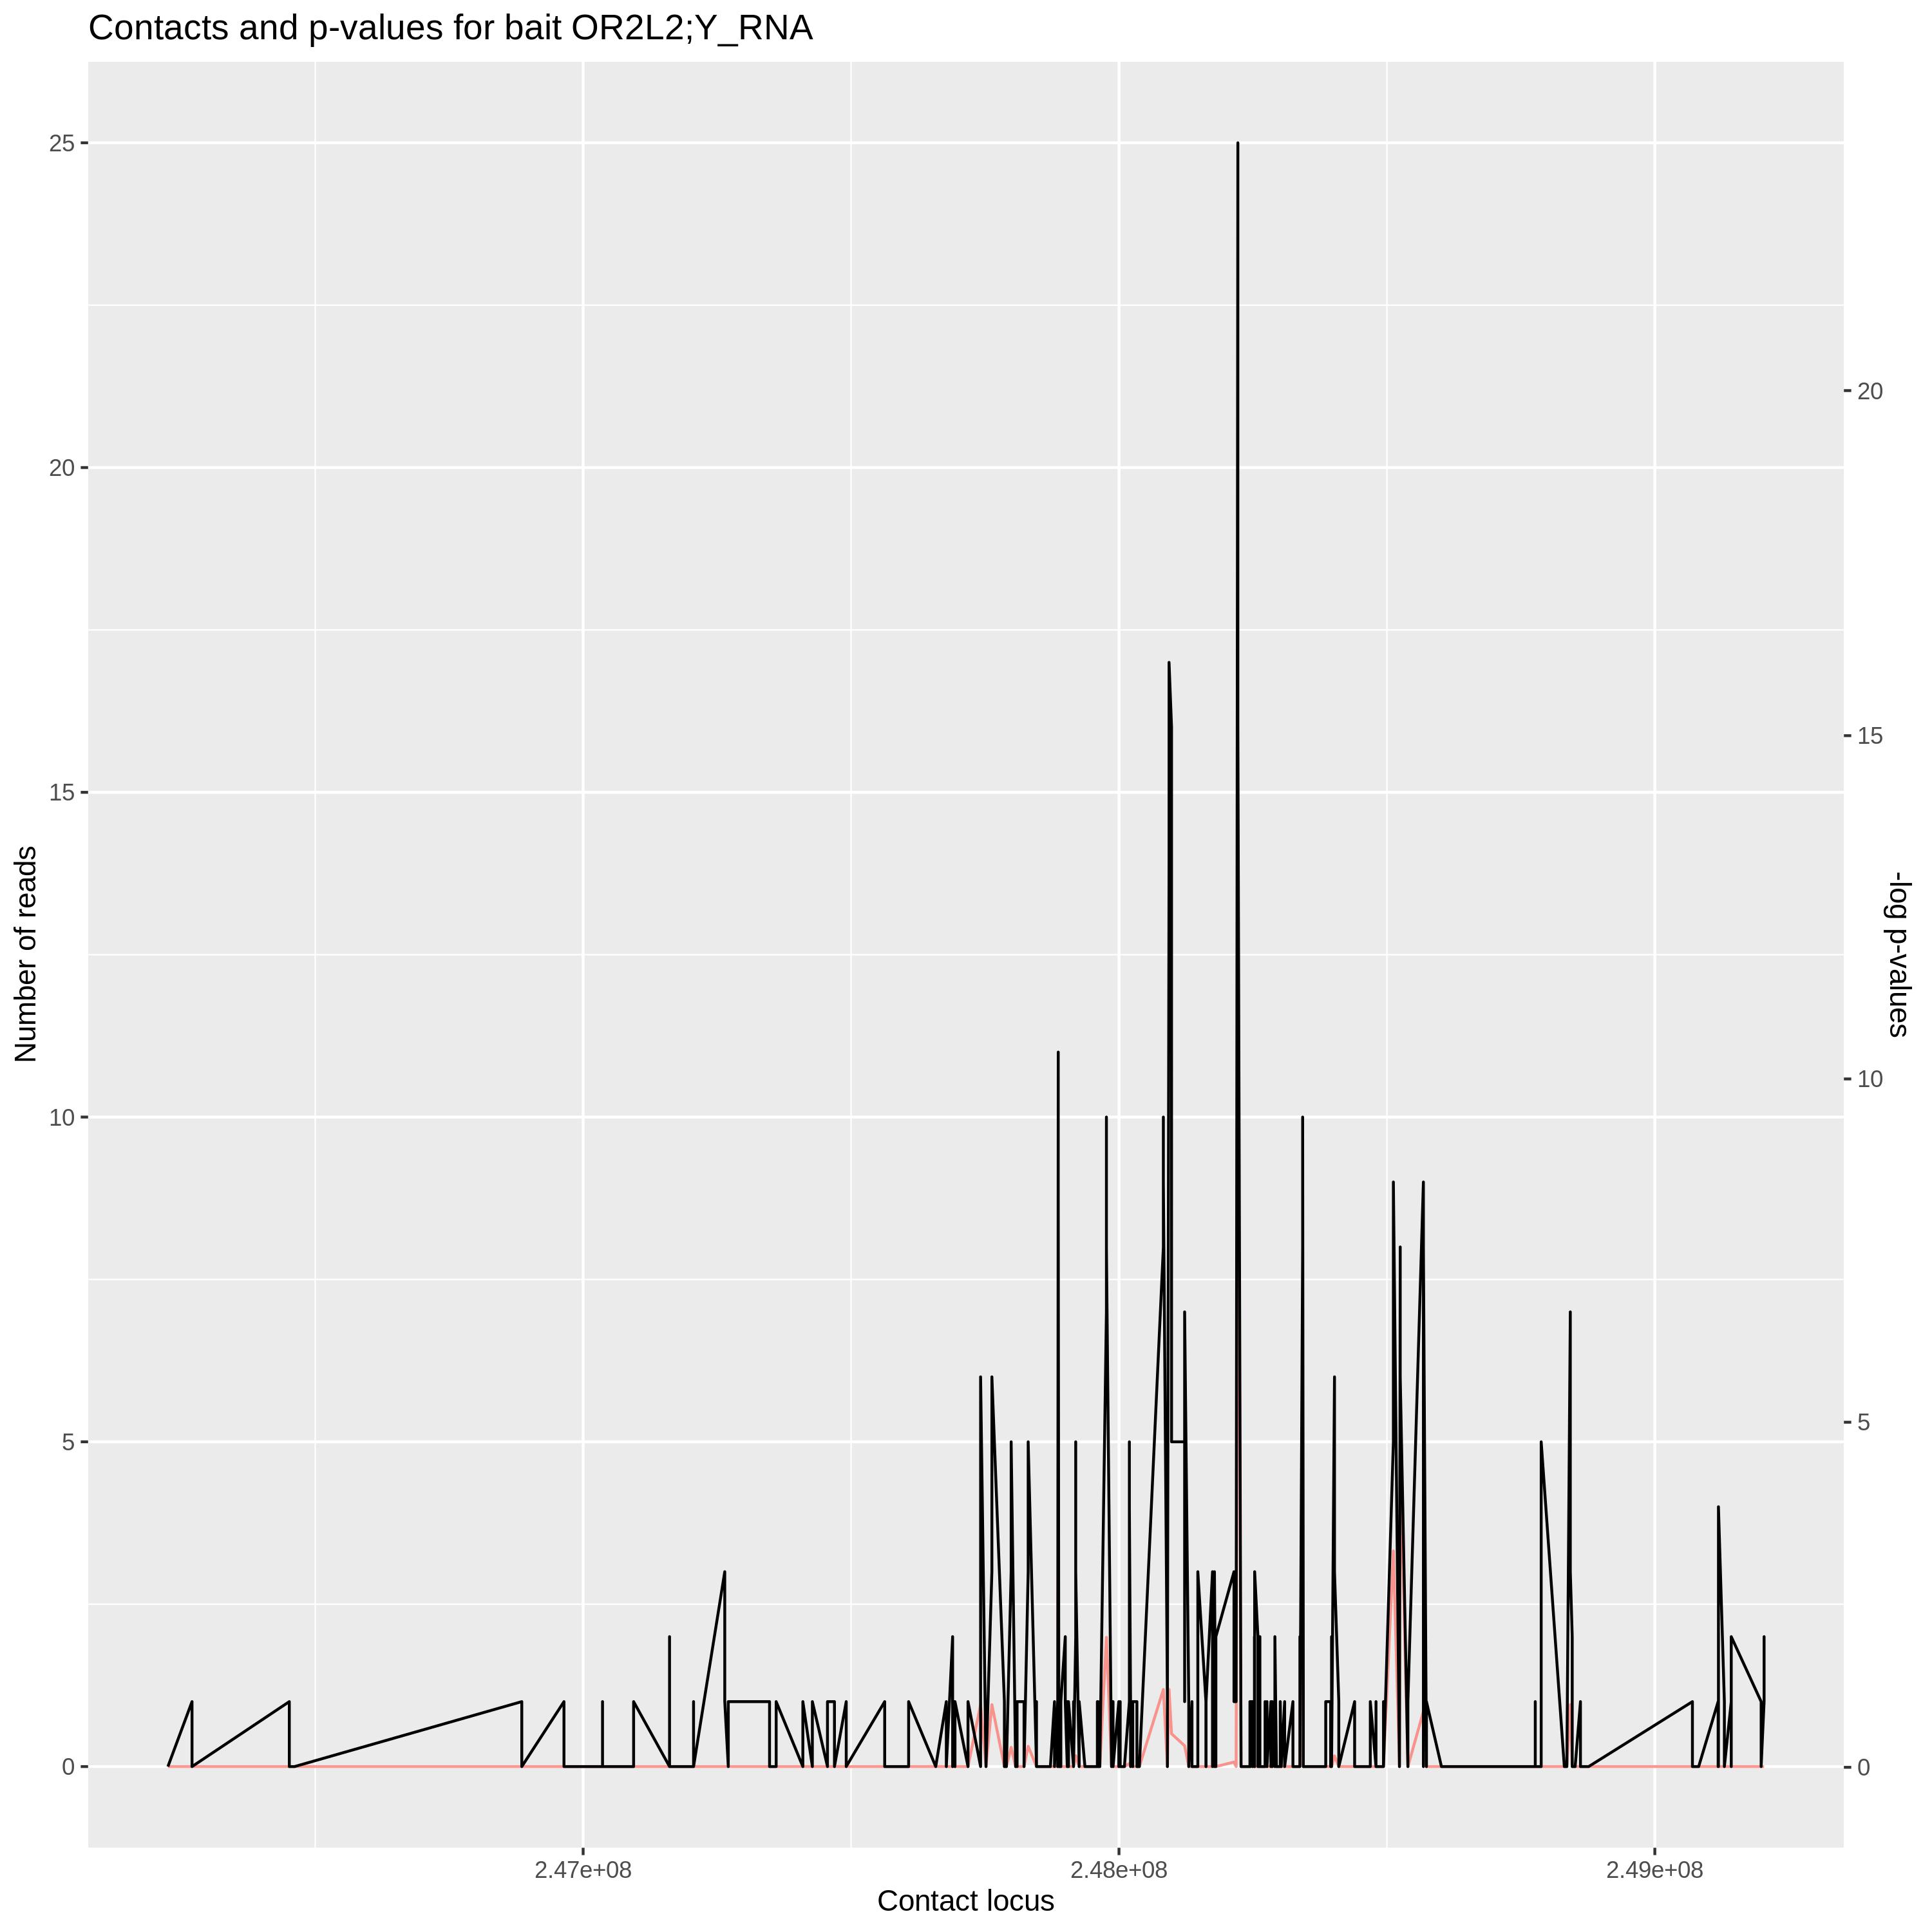 Contacts and p-values for bait OR2L2;Y_RNA
25
20
15
10
5
0
Number of reads
20
15
10
5
0
-log p-values
2.47e+08
2.48e+08
2.49e+08
Contact locus